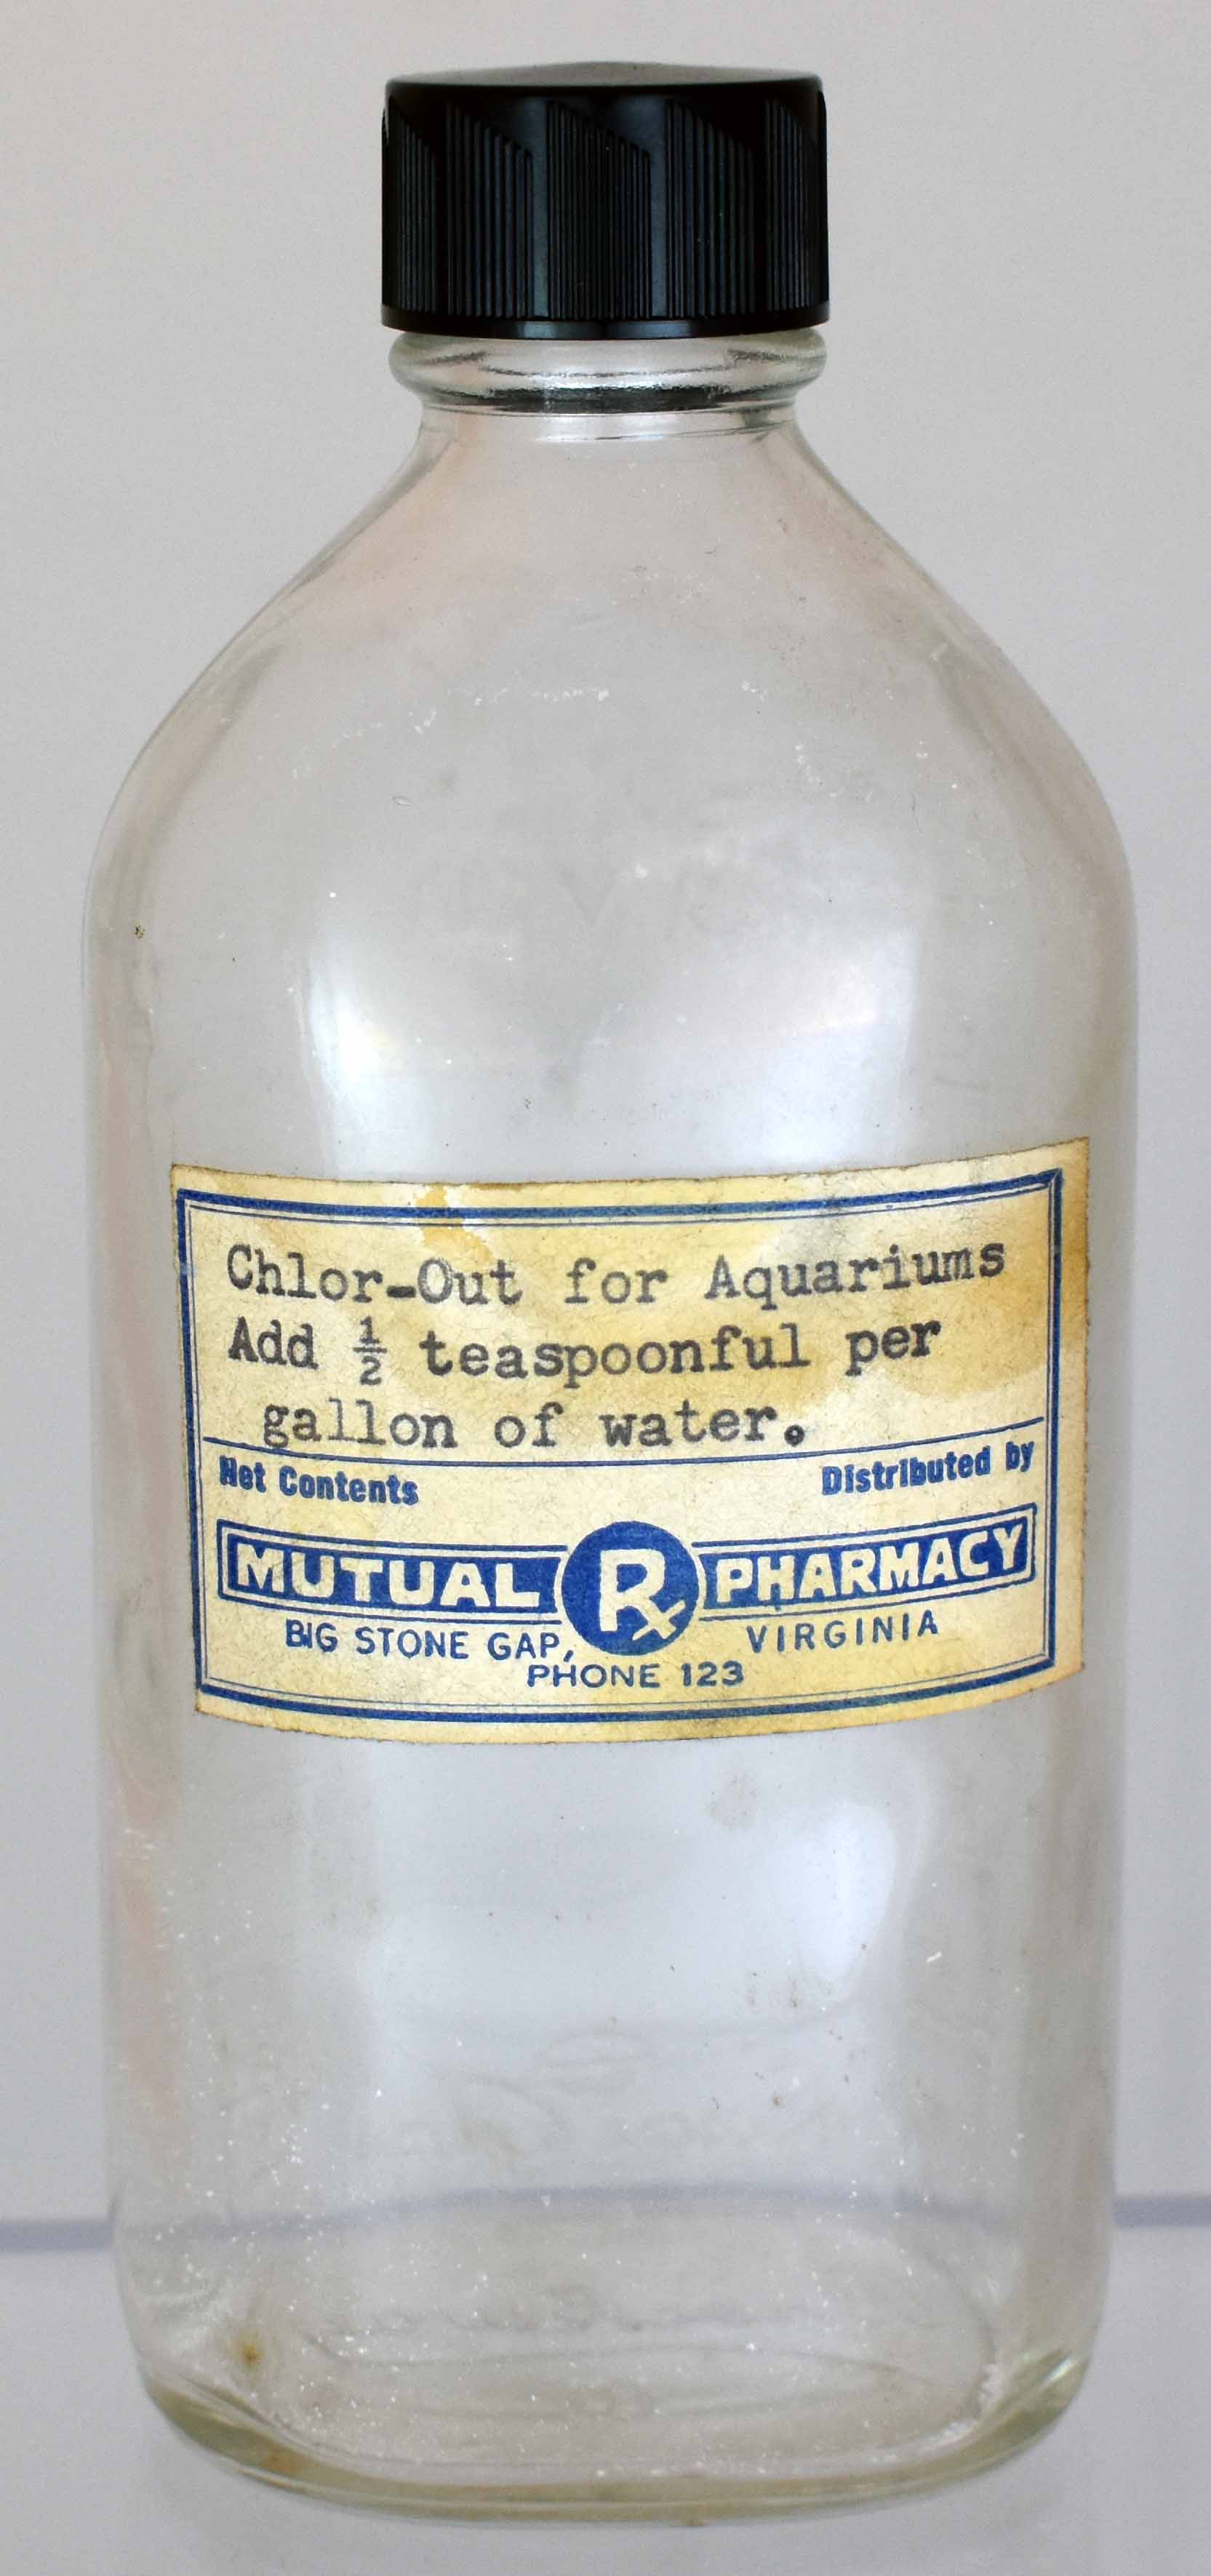 Chlor-Out for Aquariums
Add ½ teaspoonful per
gallon of water.
Net Contents Distributed by
MUTUAL Rx PHARMACY
BIG STONE GAP, VIRGINIA
PHONE 123